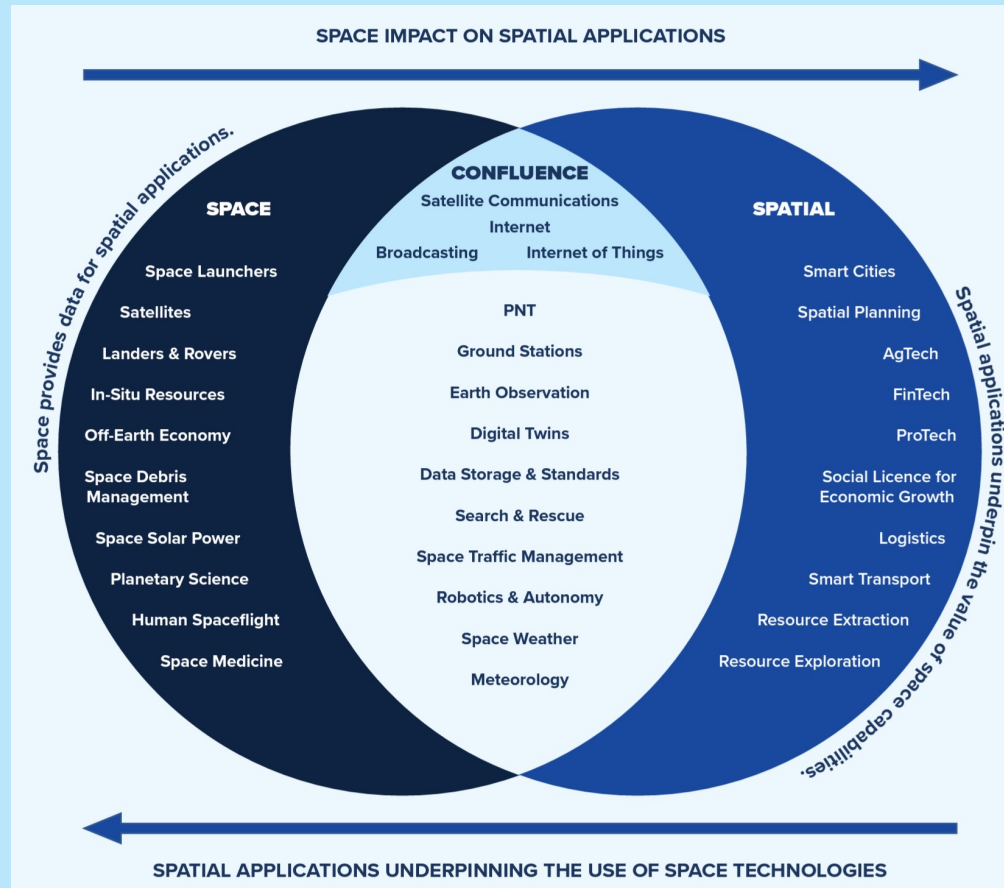 SPACE IMPACT ON SPATIAL APPLICATIONS
Space provides data for spatial applications.
SPACE
Space Launchers
Satellites
Landers & Rovers
In-Situ Resources
Off-Earth Economy
Space Debris
Management
Space Solar Power
Planetary Science
Human Spaceflight
Space Medicine
CONFLUENCE
Satellite Communications
Internet
Broadcasting Internet of Things
PNT
Ground Stations
Earth Observation
Digital Twins
Data Storage & Standards
Search & Rescue
Space Traffic Management
Robotics & Autonomy
Space Weather
Meteorology
SPATIAL
Smart Cities
Spatial Planning
AgTech
FinTech
ProTech
Social Licence for
Economic Growth
Logistics
Smart Transport
Resource Extraction
Resource Exploration
Spatial applications underpin the value of space capabilities.
SPATIAL APPLICATIONS UNDERPINNING THE USE OF SPACE TECHNOLOGIES